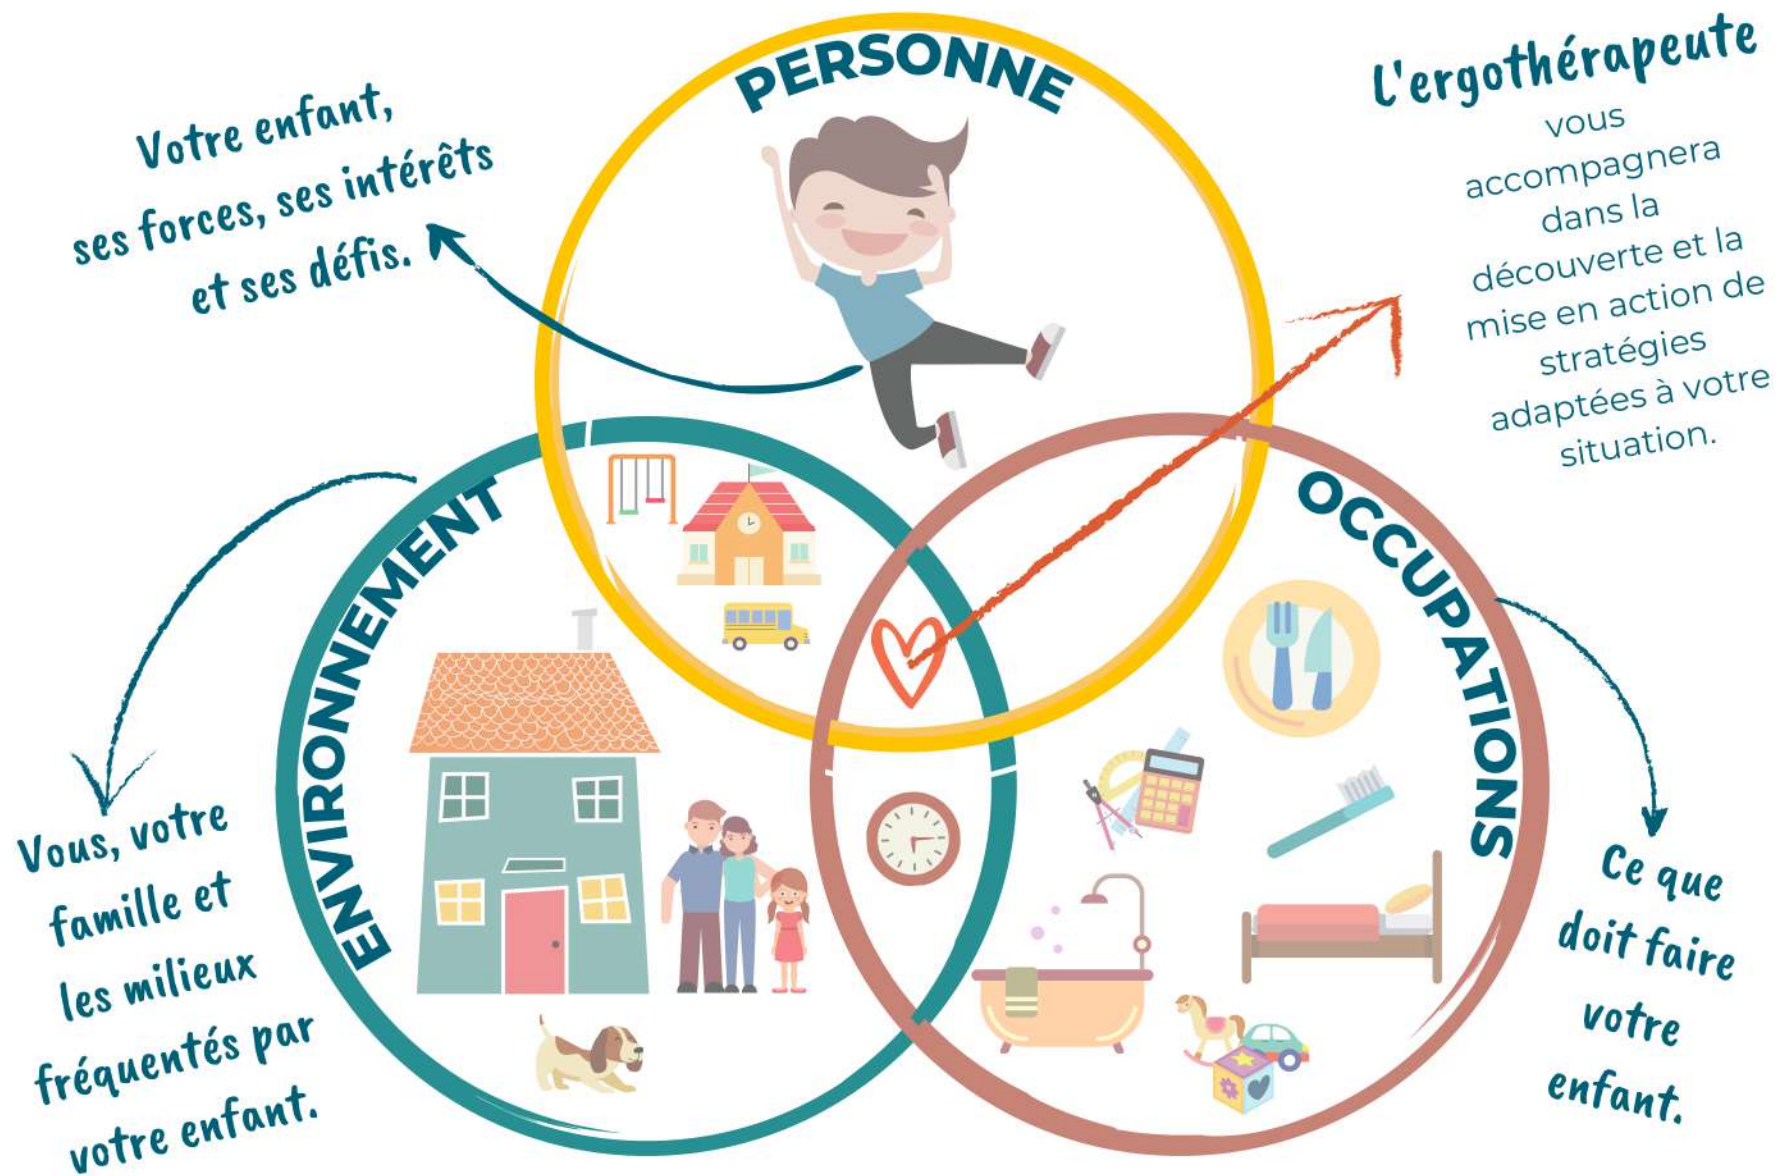 PERSONNE
Votre enfant,
ses forces, ses intérêts
et ses défis.
L'ergothérapeute
vous
accompagnera
dans la
découverte et la
mise en action de
stratégies
adaptées à votre
situation.
ENVIRONNEMENT
OCCUPATIONS
Vous, votre
famille et
les milieux
fréquentés par
votre enfant.
Ce que
doit faire
votre
enfant.